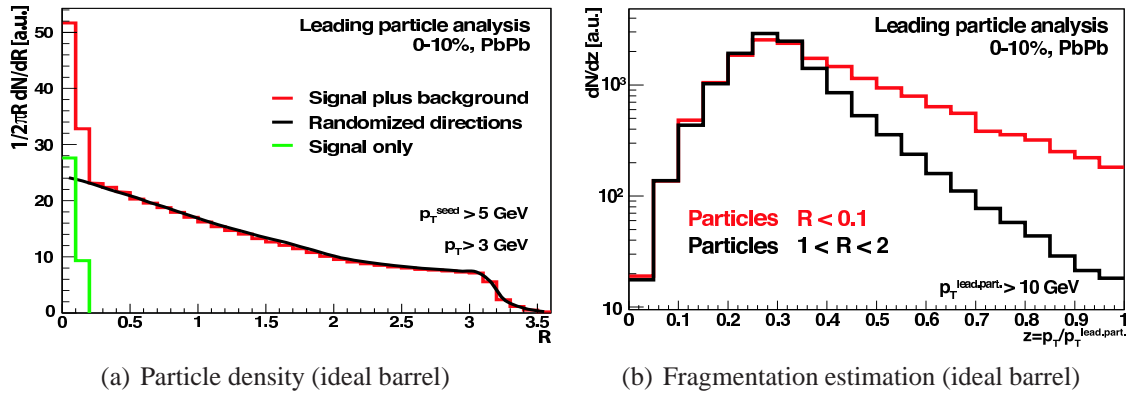 Leading particle analysis
0-10%, PbPb
Signal plus background
Randomized directions
Signal only
p_T^seed > 5 GeV
p_T > 3 GeV
1/2πR dN/dR [a.u.]
50
40
30
20
10
0
0 0.5 1 1.5 2 2.5 3 3.5
R
(a) Particle density (ideal barrel)
Leading particle analysis
0-10%, PbPb
dN/dz [a.u.]
10^3
10^2
10
Particles R < 0.1
Particles 1 < R < 2
p_T^lead.part. > 10 GeV
0 0.1 0.2 0.3 0.4 0.5 0.6 0.7 0.8 0.9 1
z=p_T/p_T^lead.part.
(b) Fragmentation estimation (ideal barrel)